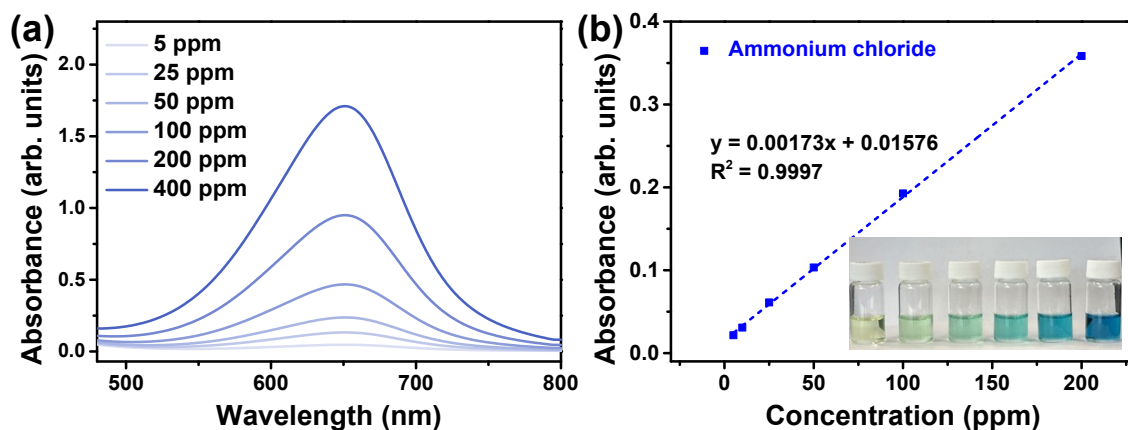 (a)
5 ppm
25 ppm
50 ppm
100 ppm
200 ppm
400 ppm
2.0
1.5
1.0
0.5
0.0
500
600
700
800
Absorbance (arb. units)
Wavelength (nm)
(b)
Ammonium chloride
y = 0.00173x + 0.01576
R² = 0.9997
0.4
0.3
0.2
0.1
0.0
0
50
100
150
200
Absorbance (arb. units)
Concentration (ppm)